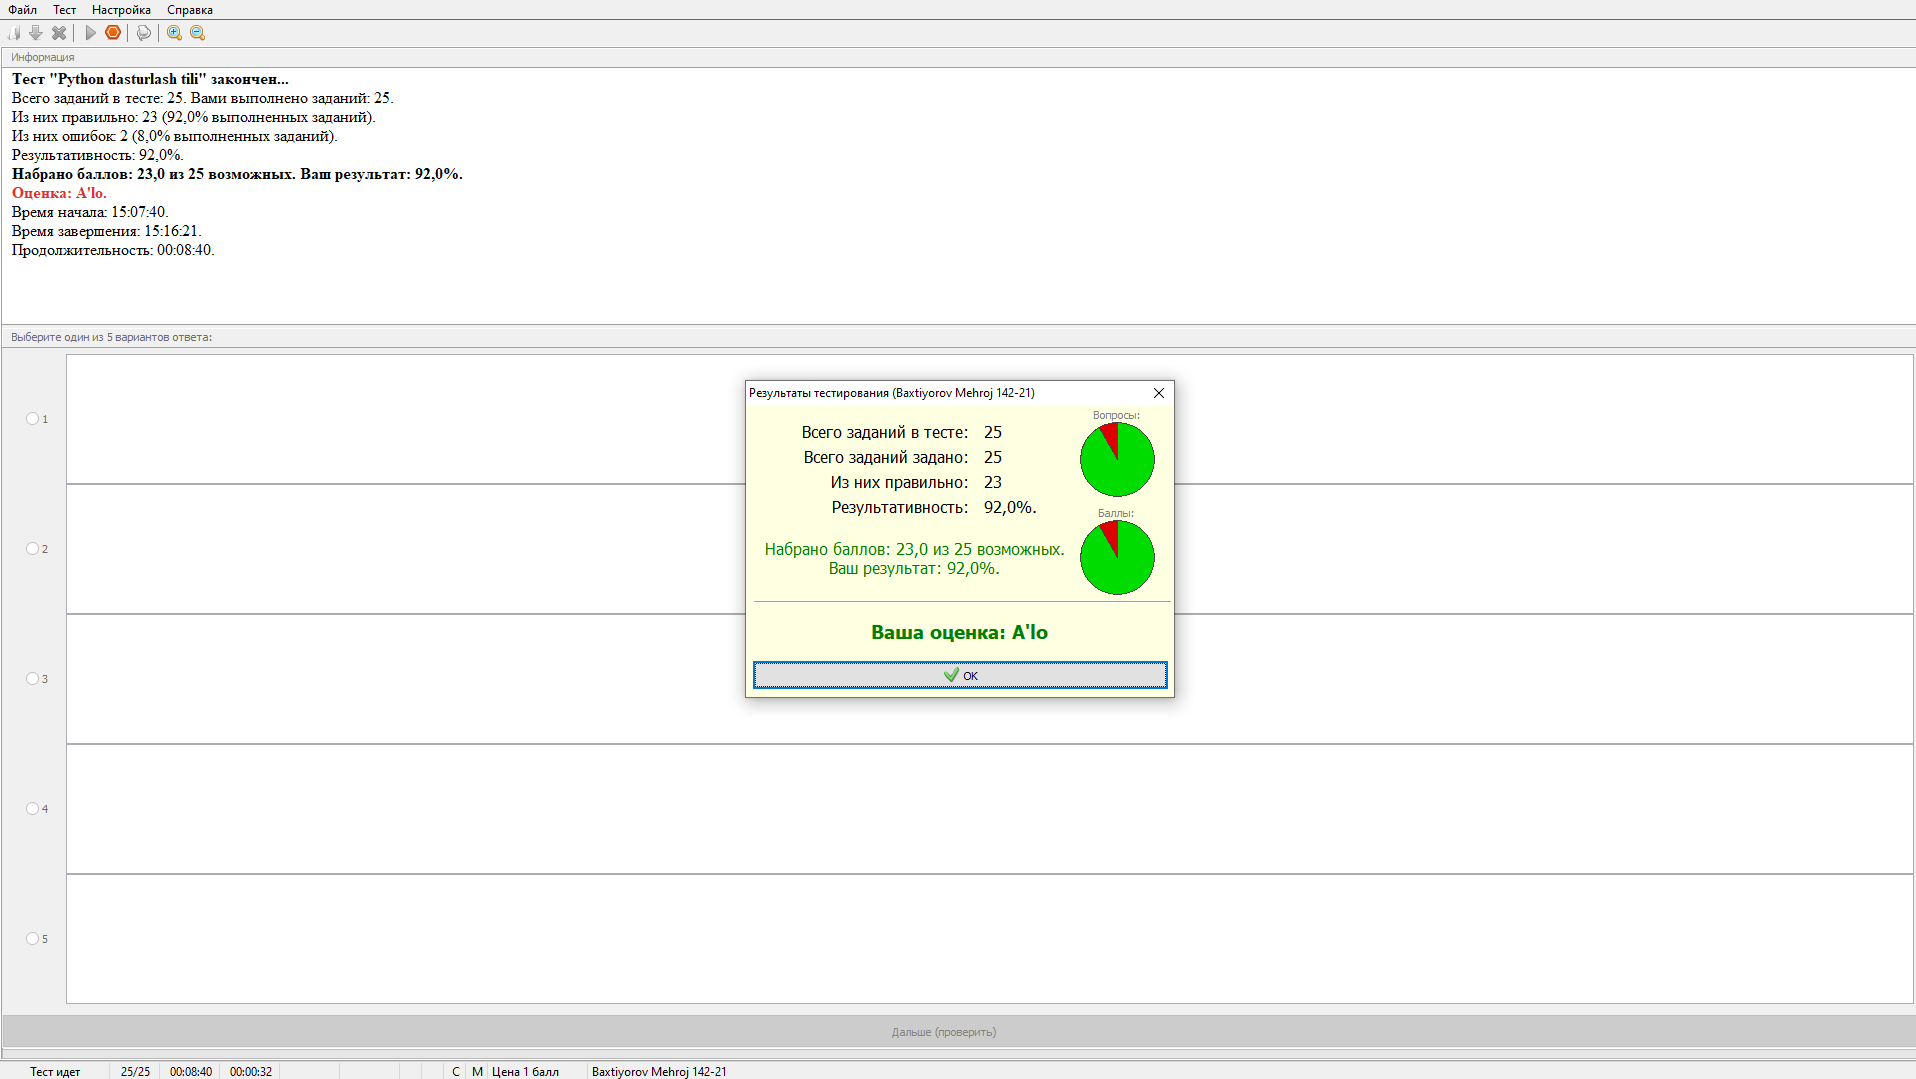 Файл Тест Настройка Справка
Информация
Тест "Python dasturlash tili" закончен...
Всего заданий в тесте: 25. Вами выполнено заданий: 25.
Из них правильно: 23 (92,0% выполненных заданий).
Из них ошибок: 2 (8,0% выполненных заданий).
Результативность: 92,0%.
Набрано баллов: 23,0 из 25 возможных. Ваш результат: 92,0%.
Оценка: A'lo.
Время начала: 15:07:40.
Время завершения: 15:16:21.
Продолжительность: 00:08:40.
Выберите один из 5 вариантов ответа:
1
2
3
4
5
Результаты тестирования (Baxtiyorov Mehroj 142-21)
Всего заданий в тесте: 25
Всего заданий задано: 25
Из них правильно: 23
Результативность: 92,0%.
Вопросы:
Баллы:
Набрано баллов: 23,0 из 25 возможных.
Ваш результат: 92,0%.
Ваша оценка: A'lo
OK
Дальше (проверить)
Тест идет 25/25 00:08:40 00:00:32 С М Цена 1 балл Baxtiyorov Mehroj 142-21